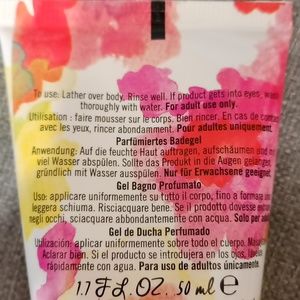 To use: Lather over body. Rinse well. If product gets into eyes, wash
thoroughly with water. For adult use only.
Utilisation : faire mousser sur le corps. Bien rincer. En cas de contact
avec les yeux, rincer abondamment. Pour adultes uniquement.
Parfümiertes Badegel
Anwendung: Auf die feuchte Haut auftragen, aufschäumen und mit
viel Wasser abspülen. Sollte das Produkt in die Augen gelangen,
gründlich mit Wasser ausspülen. Nur für Erwachsene geeignet.
Gel Bagno Profumato
Uso: applicare uniformemente su tutto il corpo, fino a formare
leggera schiuma. Risciacquare bene. Se il prodotto dovesse
negli occhi, sciacquare abbondantemente con acqua. Solo per
Gel de Ducha Perfumado
Utilización: aplicar uniformemente sobre todo el cuerpo.
Aclarar bien. Si el producto se introdujera en los ojos,
rápidamente con agua. Para uso de adultos únicamente.
1.7 FL. OZ. 50 ml ℮